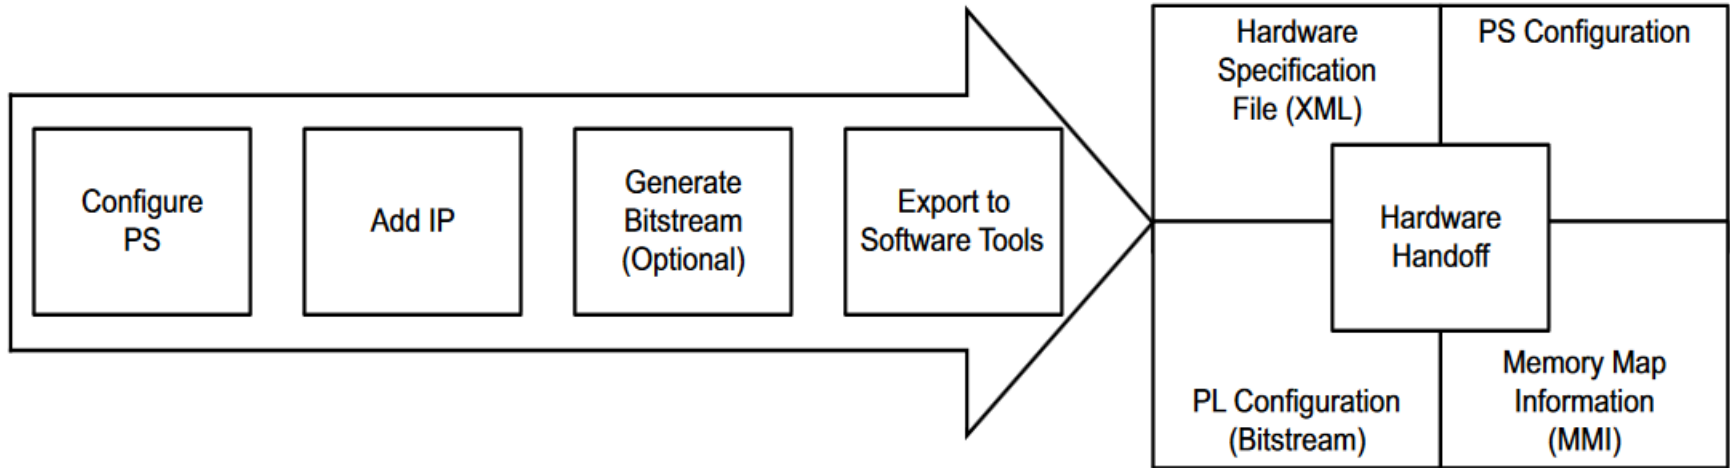 Configure
PS
Add IP
Generate
Bitstream
(Optional)
Export to
Software Tools
Hardware
Specification
File (XML)
PS Configuration
Hardware
Handoff
PL Configuration
(Bitstream)
Memory Map
Information
(MMI)